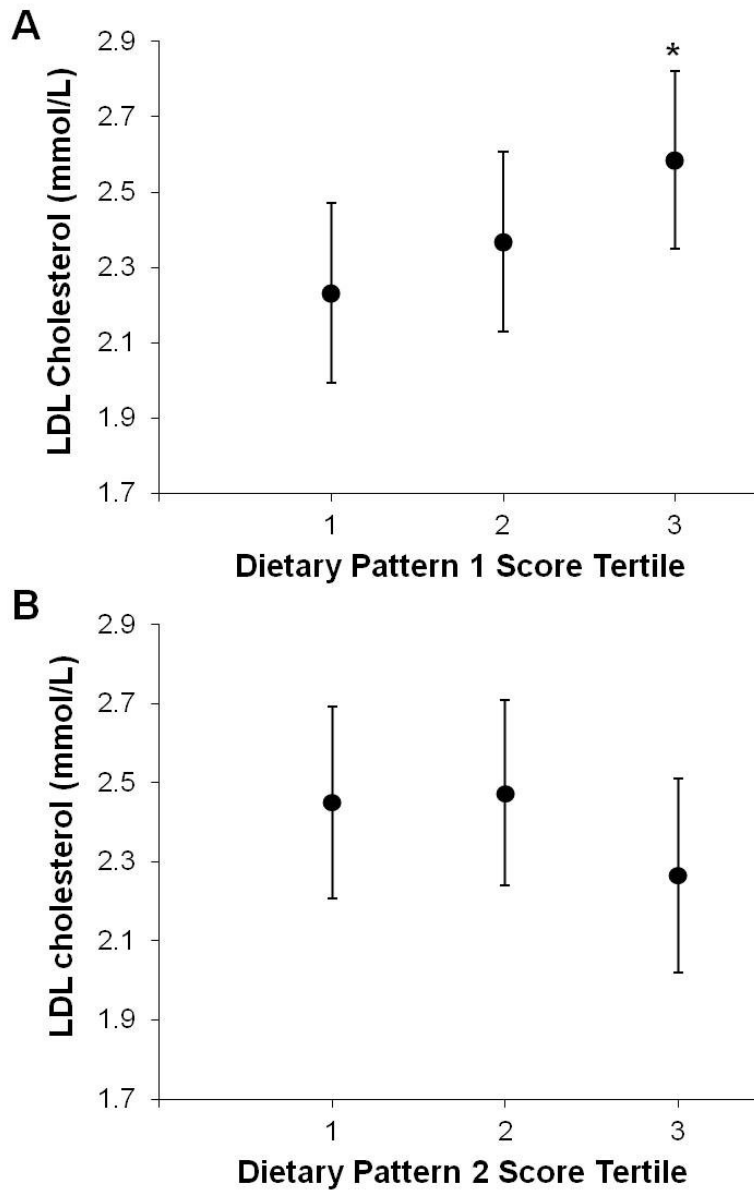 A
LDL Cholesterol (mmol/L)
2.9
2.7
2.5
2.3
2.1
1.9
1.7
*
1 2 3
Dietary Pattern 1 Score Tertile
B
LDL cholesterol (mmol/L)
2.9
2.7
2.5
2.3
2.1
1.9
1.7
1 2 3
Dietary Pattern 2 Score Tertile